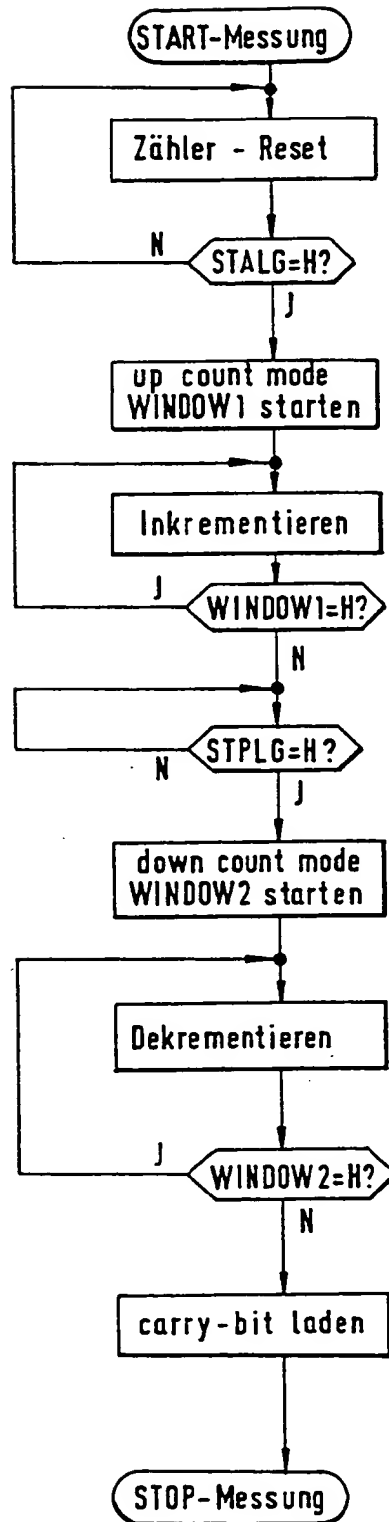 START-Messung
Zähler - Reset
N
STALG=H?
J
up count mode
WINDOW1 starten
Inkrementieren
J
WINDOW1=H?
N
STPLG=H?
N
J
down count mode
WINDOW2 starten
Dekrementieren
J
WINDOW2=H?
N
carry-bit laden
STOP-Messung